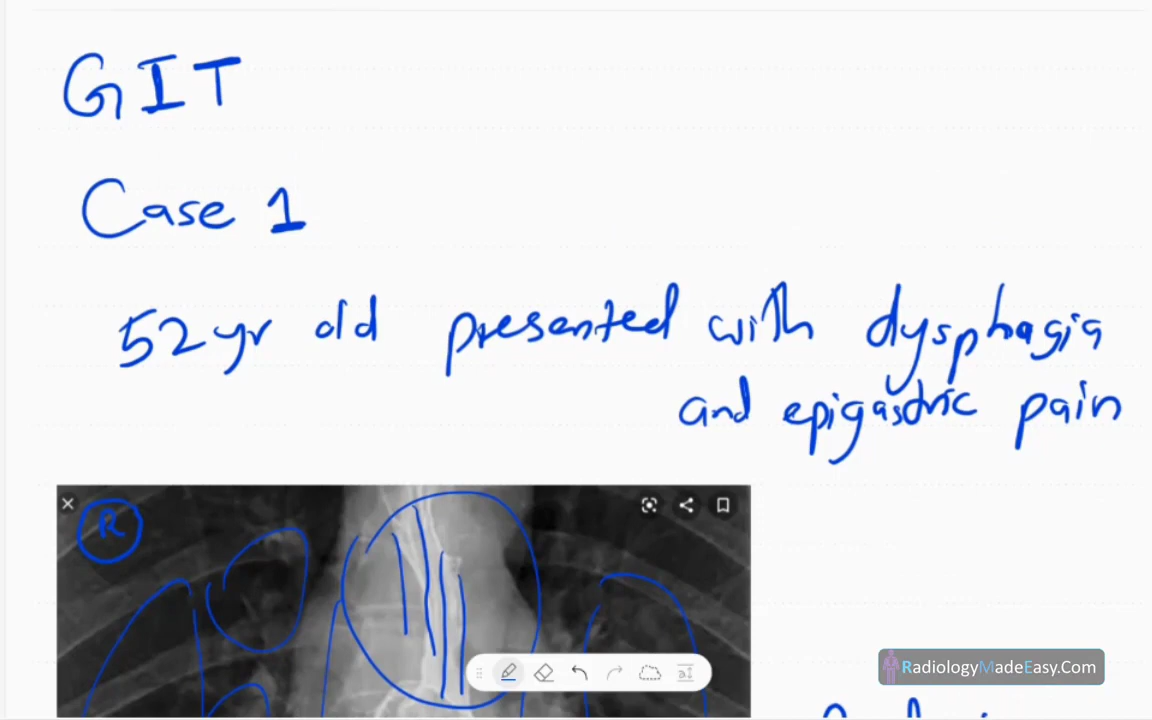 GIT
Case 1
52yr old presented with dysphagia
and epigastric pain
R
RadiologyMadeEasy.Com